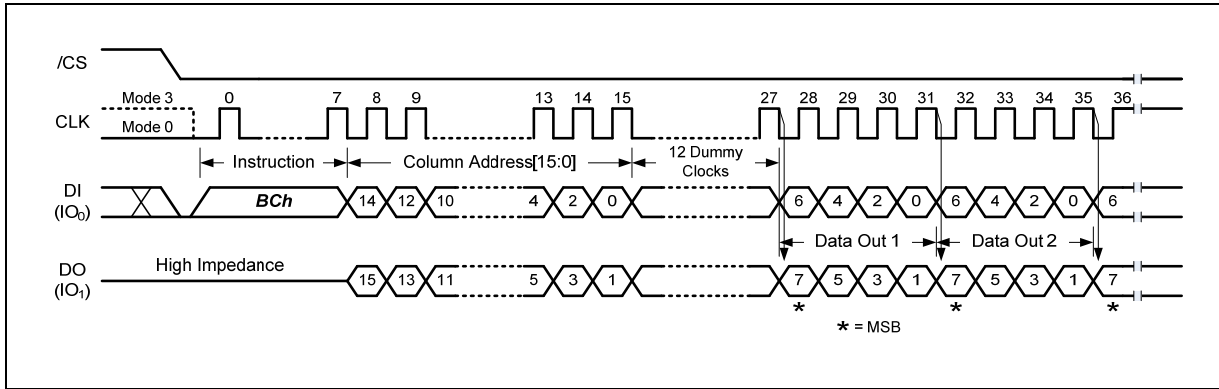 /CS
Mode 3 0 7 8 9 13 14 15 27 28 29 30 31 32 33 34 35 36
CLK Mode 0
Instruction Column Address[15:0] 12 Dummy Clocks
DI (IO₀) BCh 14 12 10 4 2 0 6 4 2 0 6 4 2 0 6
Data Out 1 Data Out 2
DO (IO₁) High Impedance 15 13 11 5 3 1 7 5 3 1 7 5 3 1 7
* * *
* = MSB